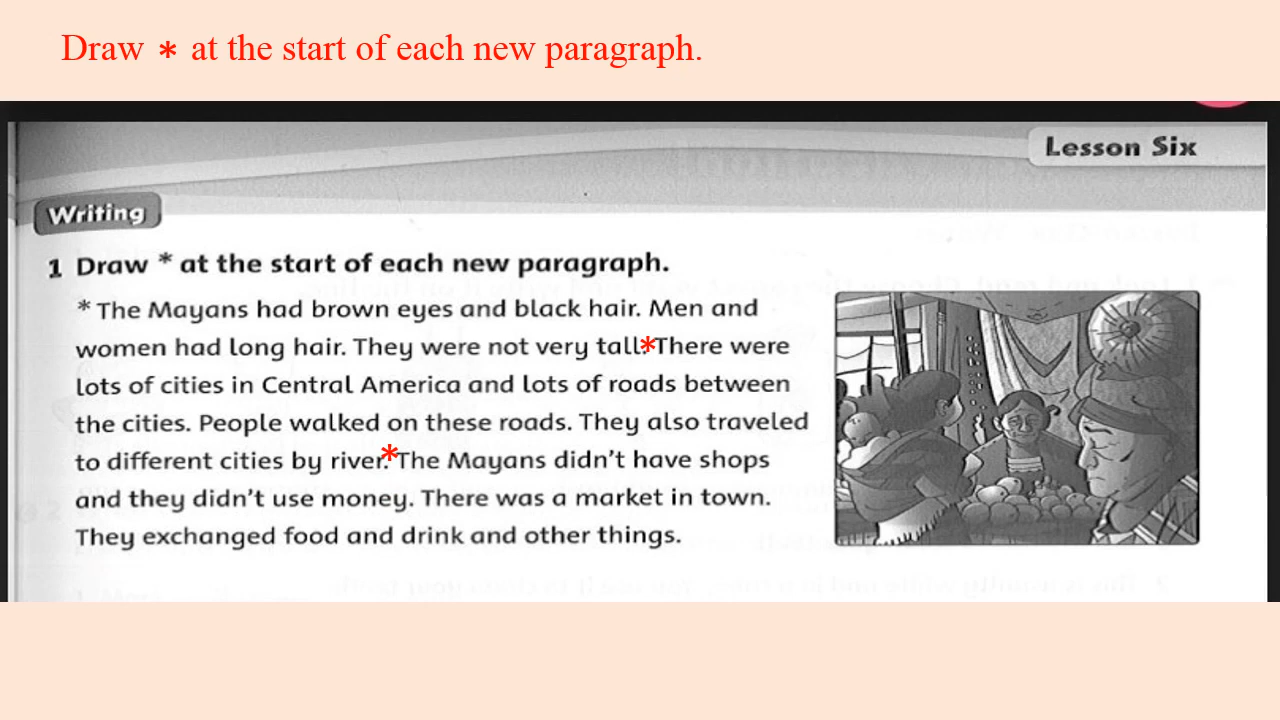 Draw * at the start of each new paragraph.
Lesson Six
Writing
1 Draw * at the start of each new paragraph.
* The Mayans had brown eyes and black hair. Men and
women had long hair. They were not very tall. *There were
lots of cities in Central America and lots of roads between
the cities. People walked on these roads. They also traveled
to different cities by river. *The Mayans didn't have shops
and they didn't use money. There was a market in town.
They exchanged food and drink and other things.